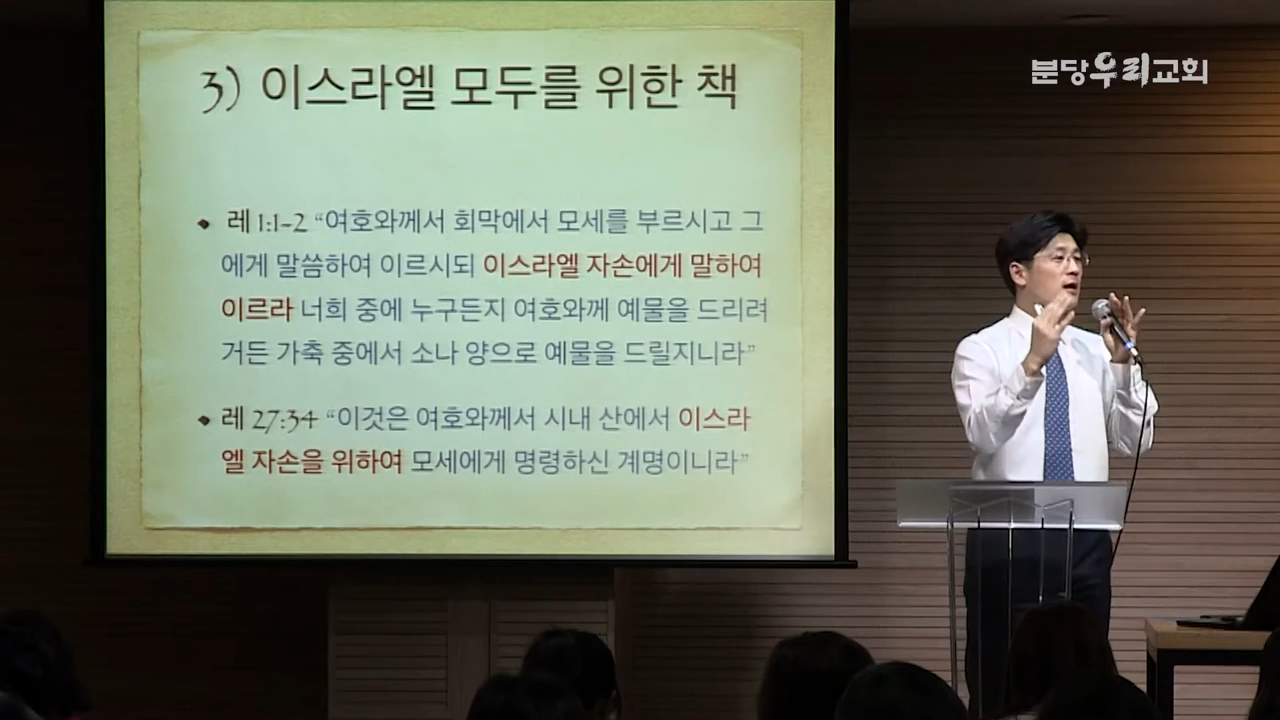 3) 이스라엘 모두를 위한 책
분당우리교회
레 1:1-2 “여호와께서 회막에서 모세를 부르시고 그
에게 말씀하여 이르시되 이스라엘 자손에게 말하여
이르라 너희 중에 누구든지 여호와께 예물을 드리려
거든 가축 중에서 소나 양으로 예물을 드릴지니라”
레 27:34 “이것은 여호와께서 시내 산에서 이스라
엘 자손을 위하여 모세에게 명령하신 계명이니라”